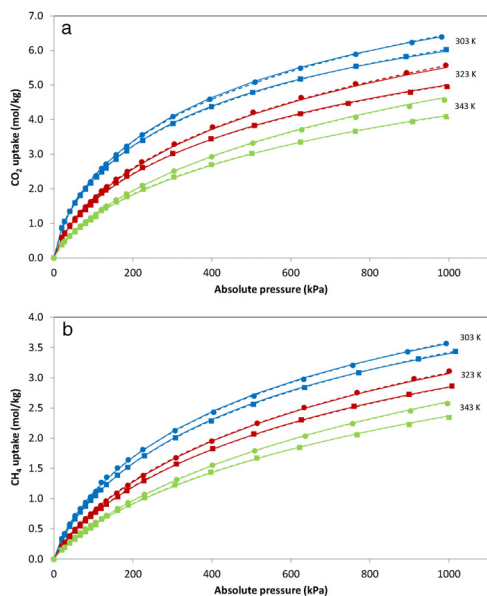 a
7.0
6.0
5.0
4.0
3.0
2.0
1.0
0.0
CO2 uptake (mol/kg)
303 K
323 K
343 K
0 200 400 600 800 1000
Absolute pressure (kPa)
b
4.0
3.5
3.0
2.5
2.0
1.5
1.0
0.5
0.0
CH4 uptake (mol/kg)
303 K
323 K
343 K
0 200 400 600 800 1000
Absolute pressure (kPa)